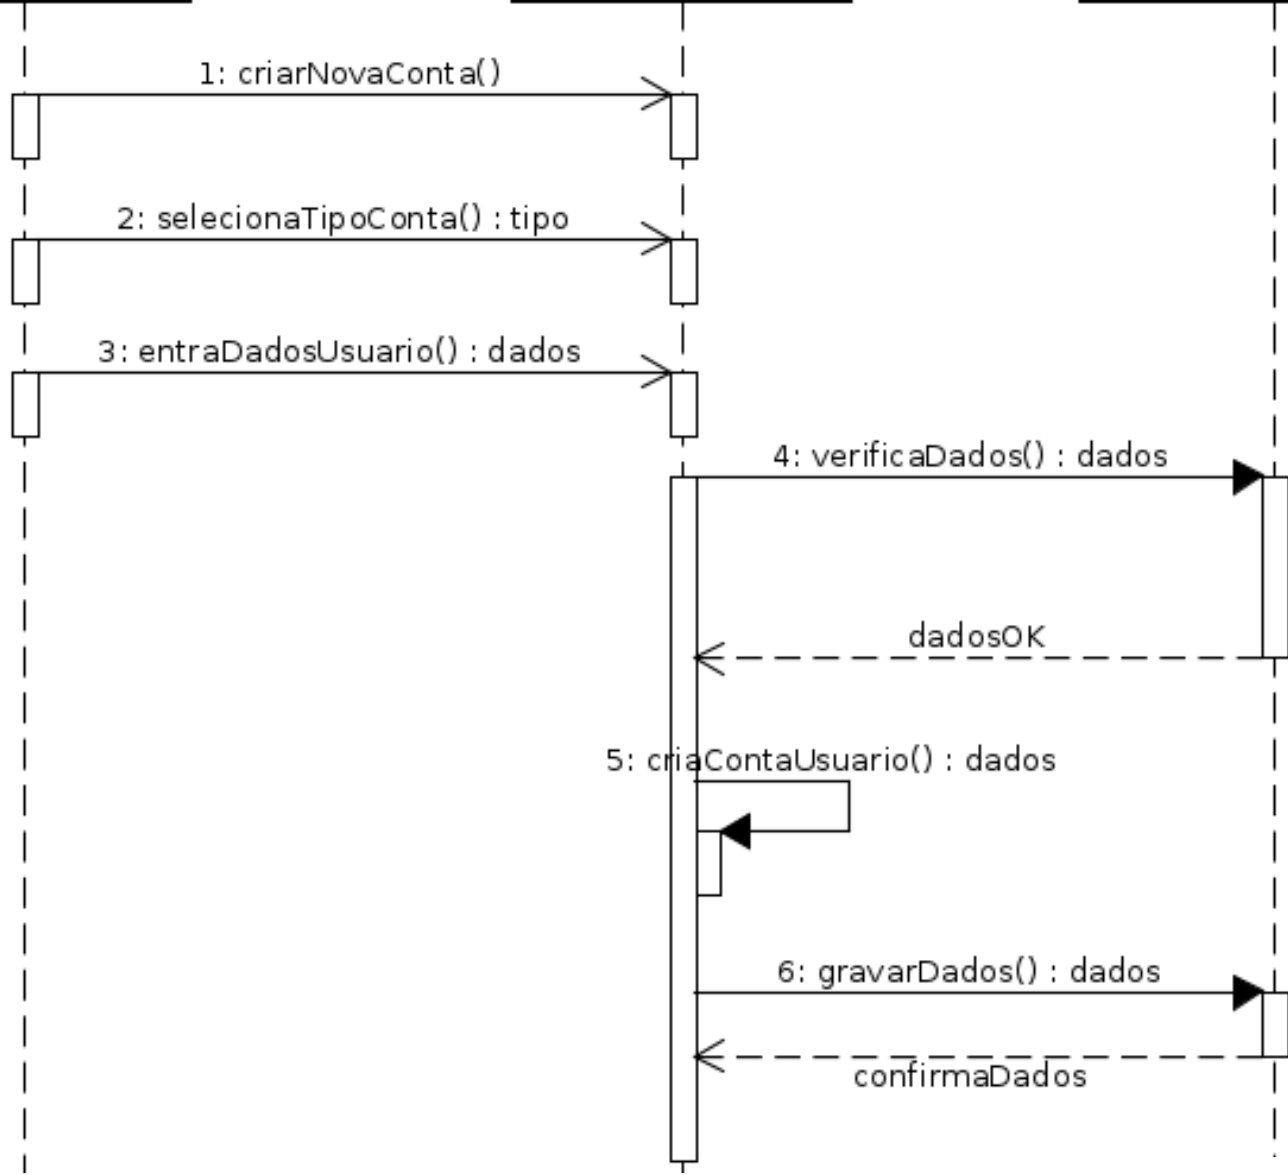 1: criarNovaConta()
2: selecionaTipoConta() : tipo
3: entraDadosUsuario() : dados
4: verificaDados() : dados
dadosOK
5: criaContaUsuario() : dados
6: gravarDados() : dados
confirmaDados